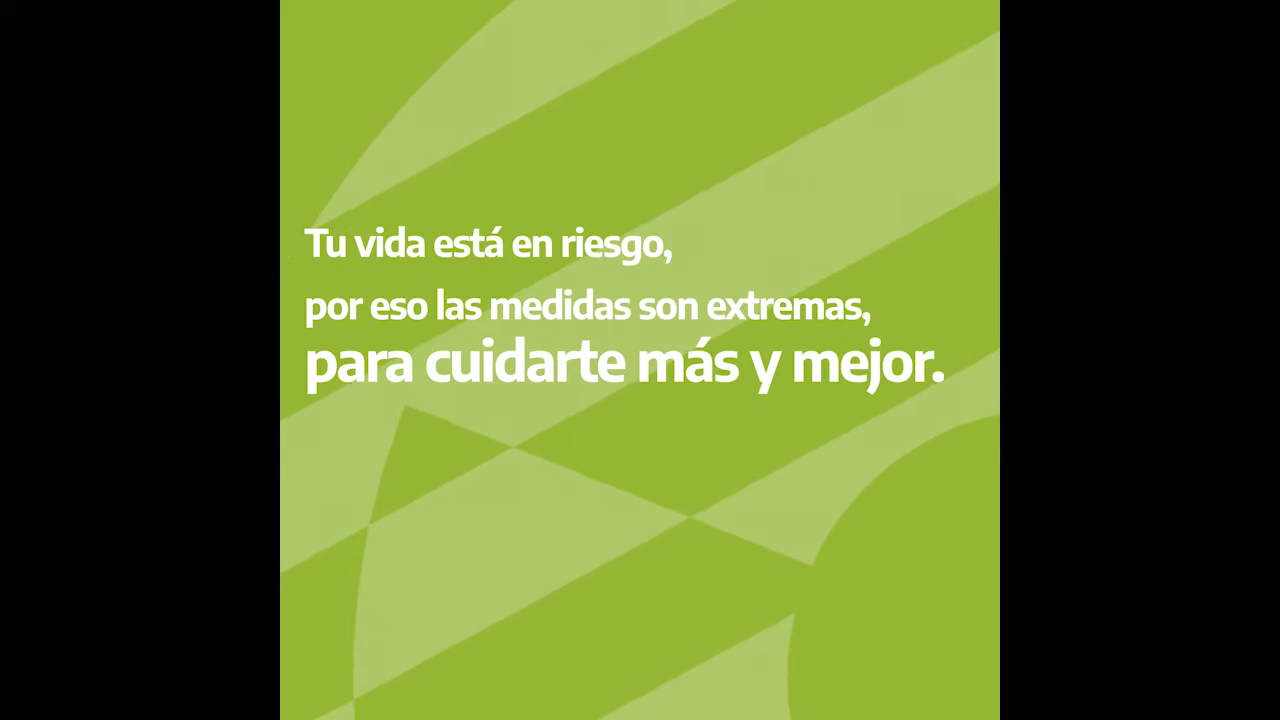 Tu vida está en riesgo,
por eso las medidas son extremas,
para cuidarte más y mejor.